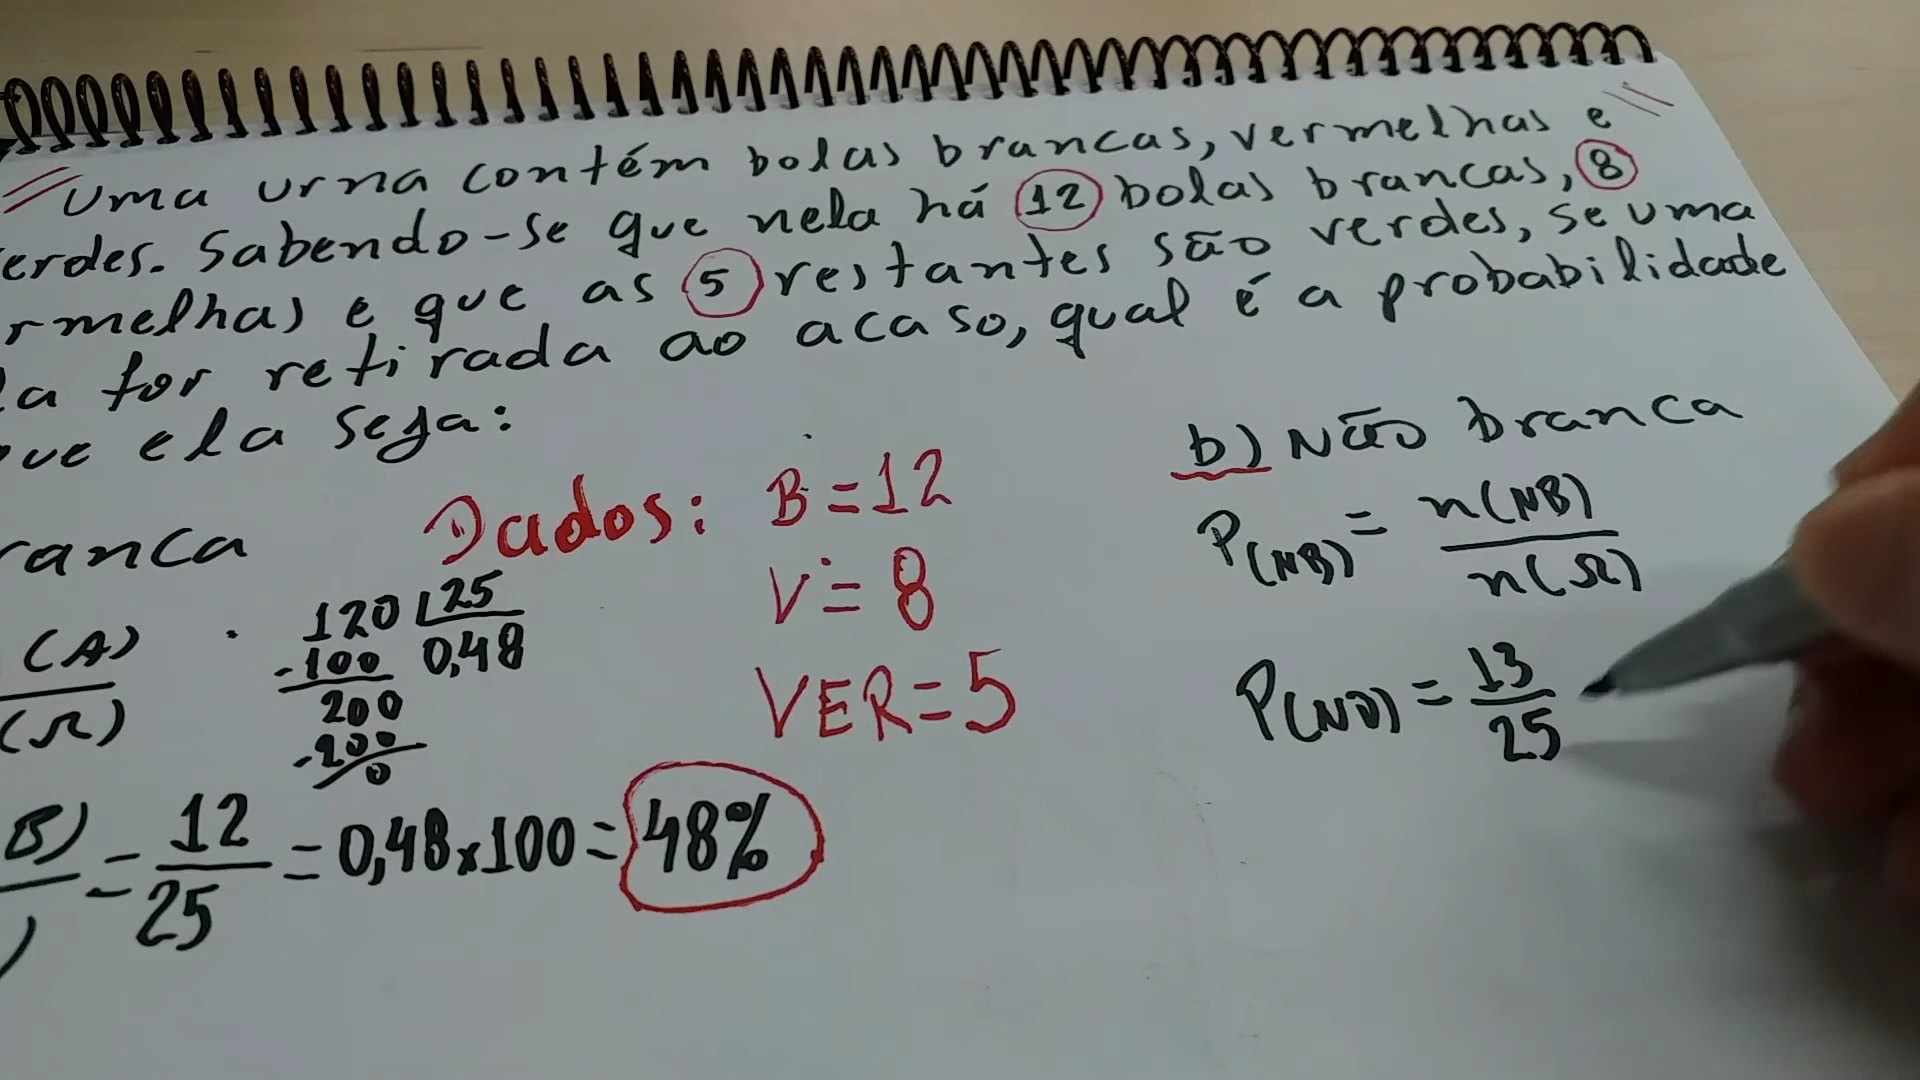 Uma urna contém bolas brancas, vermelhas e
erdes. Sabendo-se que nela há 12 bolas brancas, 8
rmelhas e que as 5 restantes são verdes, se uma
la for retirada ao acaso, qual é a probabilidade
ue ela seja:
ranca
Dados: B=12
V=8
VER=5
(A)
(Ω)
120 25
-100 0,48
200
-200
0
B) = 12/25 = 0,48x100 = 48%
)
b) Não branca
P(NB) = n(NB)/n(Ω)
P(NB) = 13/25